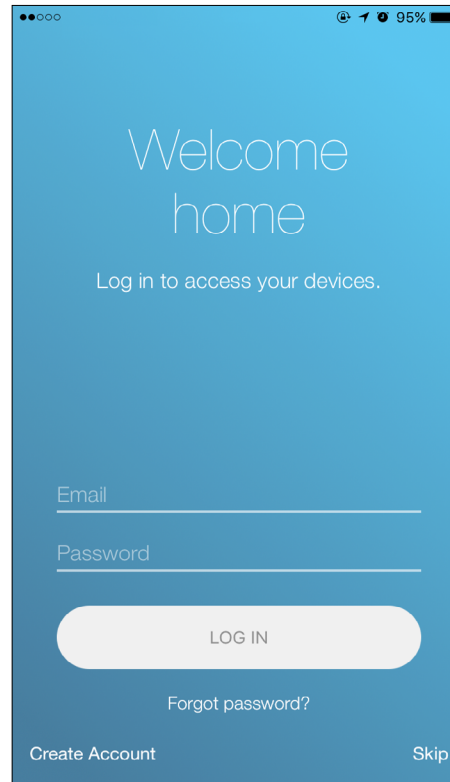 95%
Welcome
home
Log in to access your devices.
Email
Password
LOG IN
Forgot password?
Create Account Skip